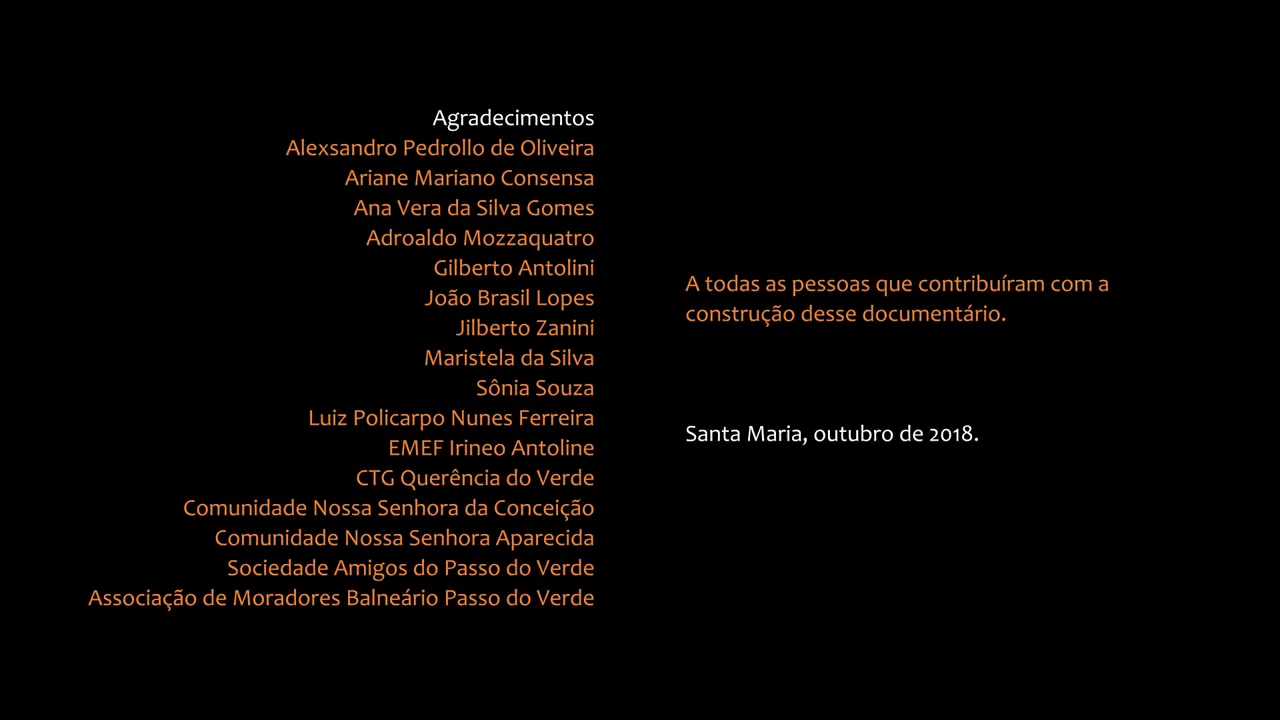 Agradecimentos
Alexsandro Pedrollo de Oliveira
Ariane Mariano Consensa
Ana Vera da Silva Gomes
Adroaldo Mozzaquatro
Gilberto Antolini
João Brasil Lopes
Jilberto Zanini
Maristela da Silva
Sônia Souza
Luiz Policarpo Nunes Ferreira
EMEF Irineo Antoline
CTG Querência do Verde
Comunidade Nossa Senhora da Conceição
Comunidade Nossa Senhora Aparecida
Sociedade Amigos do Passo do Verde
Associação de Moradores Balneário Passo do Verde
A todas as pessoas que contribuíram com a
construção desse documentário.
Santa Maria, outubro de 2018.